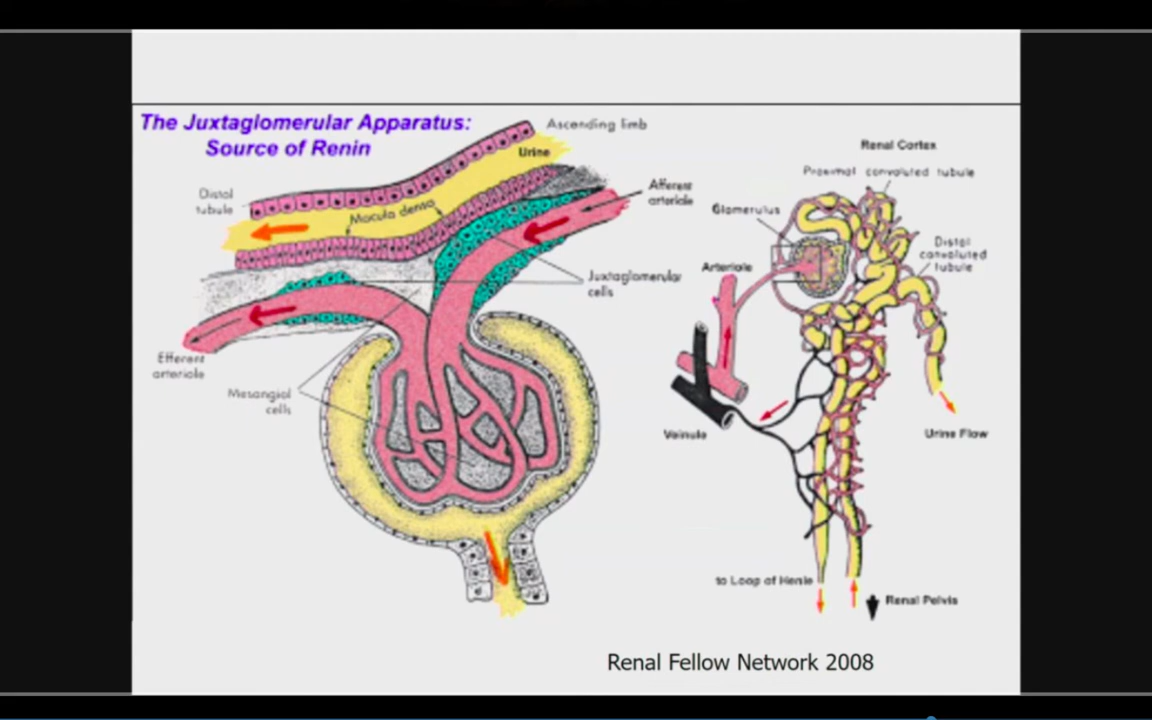 The Juxtaglomerular Apparatus:
Source of Renin
Ascending limb
Urine
Distal
tubule
Macula densa
Afferent
arteriole
Juxtaglomerular
cells
Efferent
arteriole
Mesangial
cells
Renal Cortex
Proximal convoluted tubule
Glomerulus
Distal
convoluted
tubule
Arteriole
Veinule
Urine Flow
to Loop of Henle
Renal Pelvis
Renal Fellow Network 2008